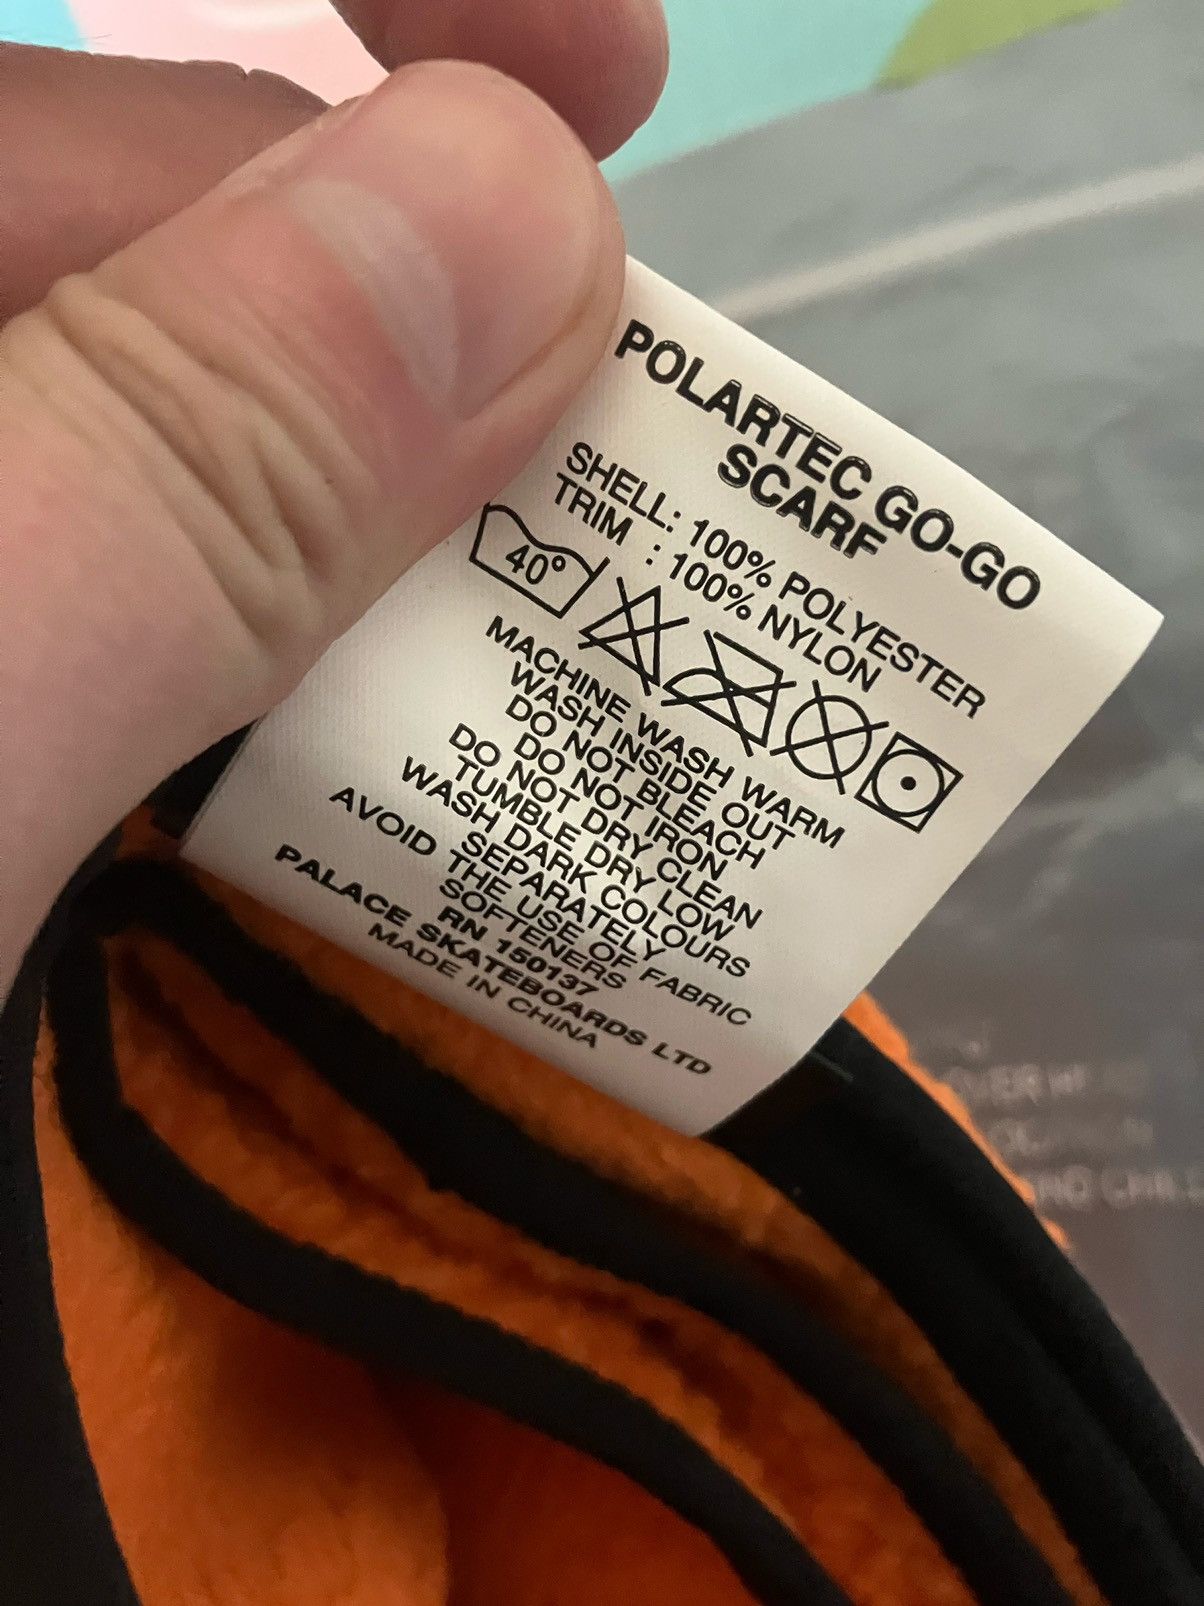 POLARTEC GO-GO
SCARF
SHELL: 100% POLYESTER
TRIM : 100% NYLON
40°
MACHINE WASH WARM
WASH INSIDE OUT
DO NOT BLEACH
DO NOT IRON
DO NOT DRY CLEAN
TUMBLE DRY LOW
WASH DARK COLOURS
SEPARATELY
AVOID THE USE OF FABRIC
SOFTENERS
RN 150137
PALACE SKATEBOARDS LTD
MADE IN CHINA